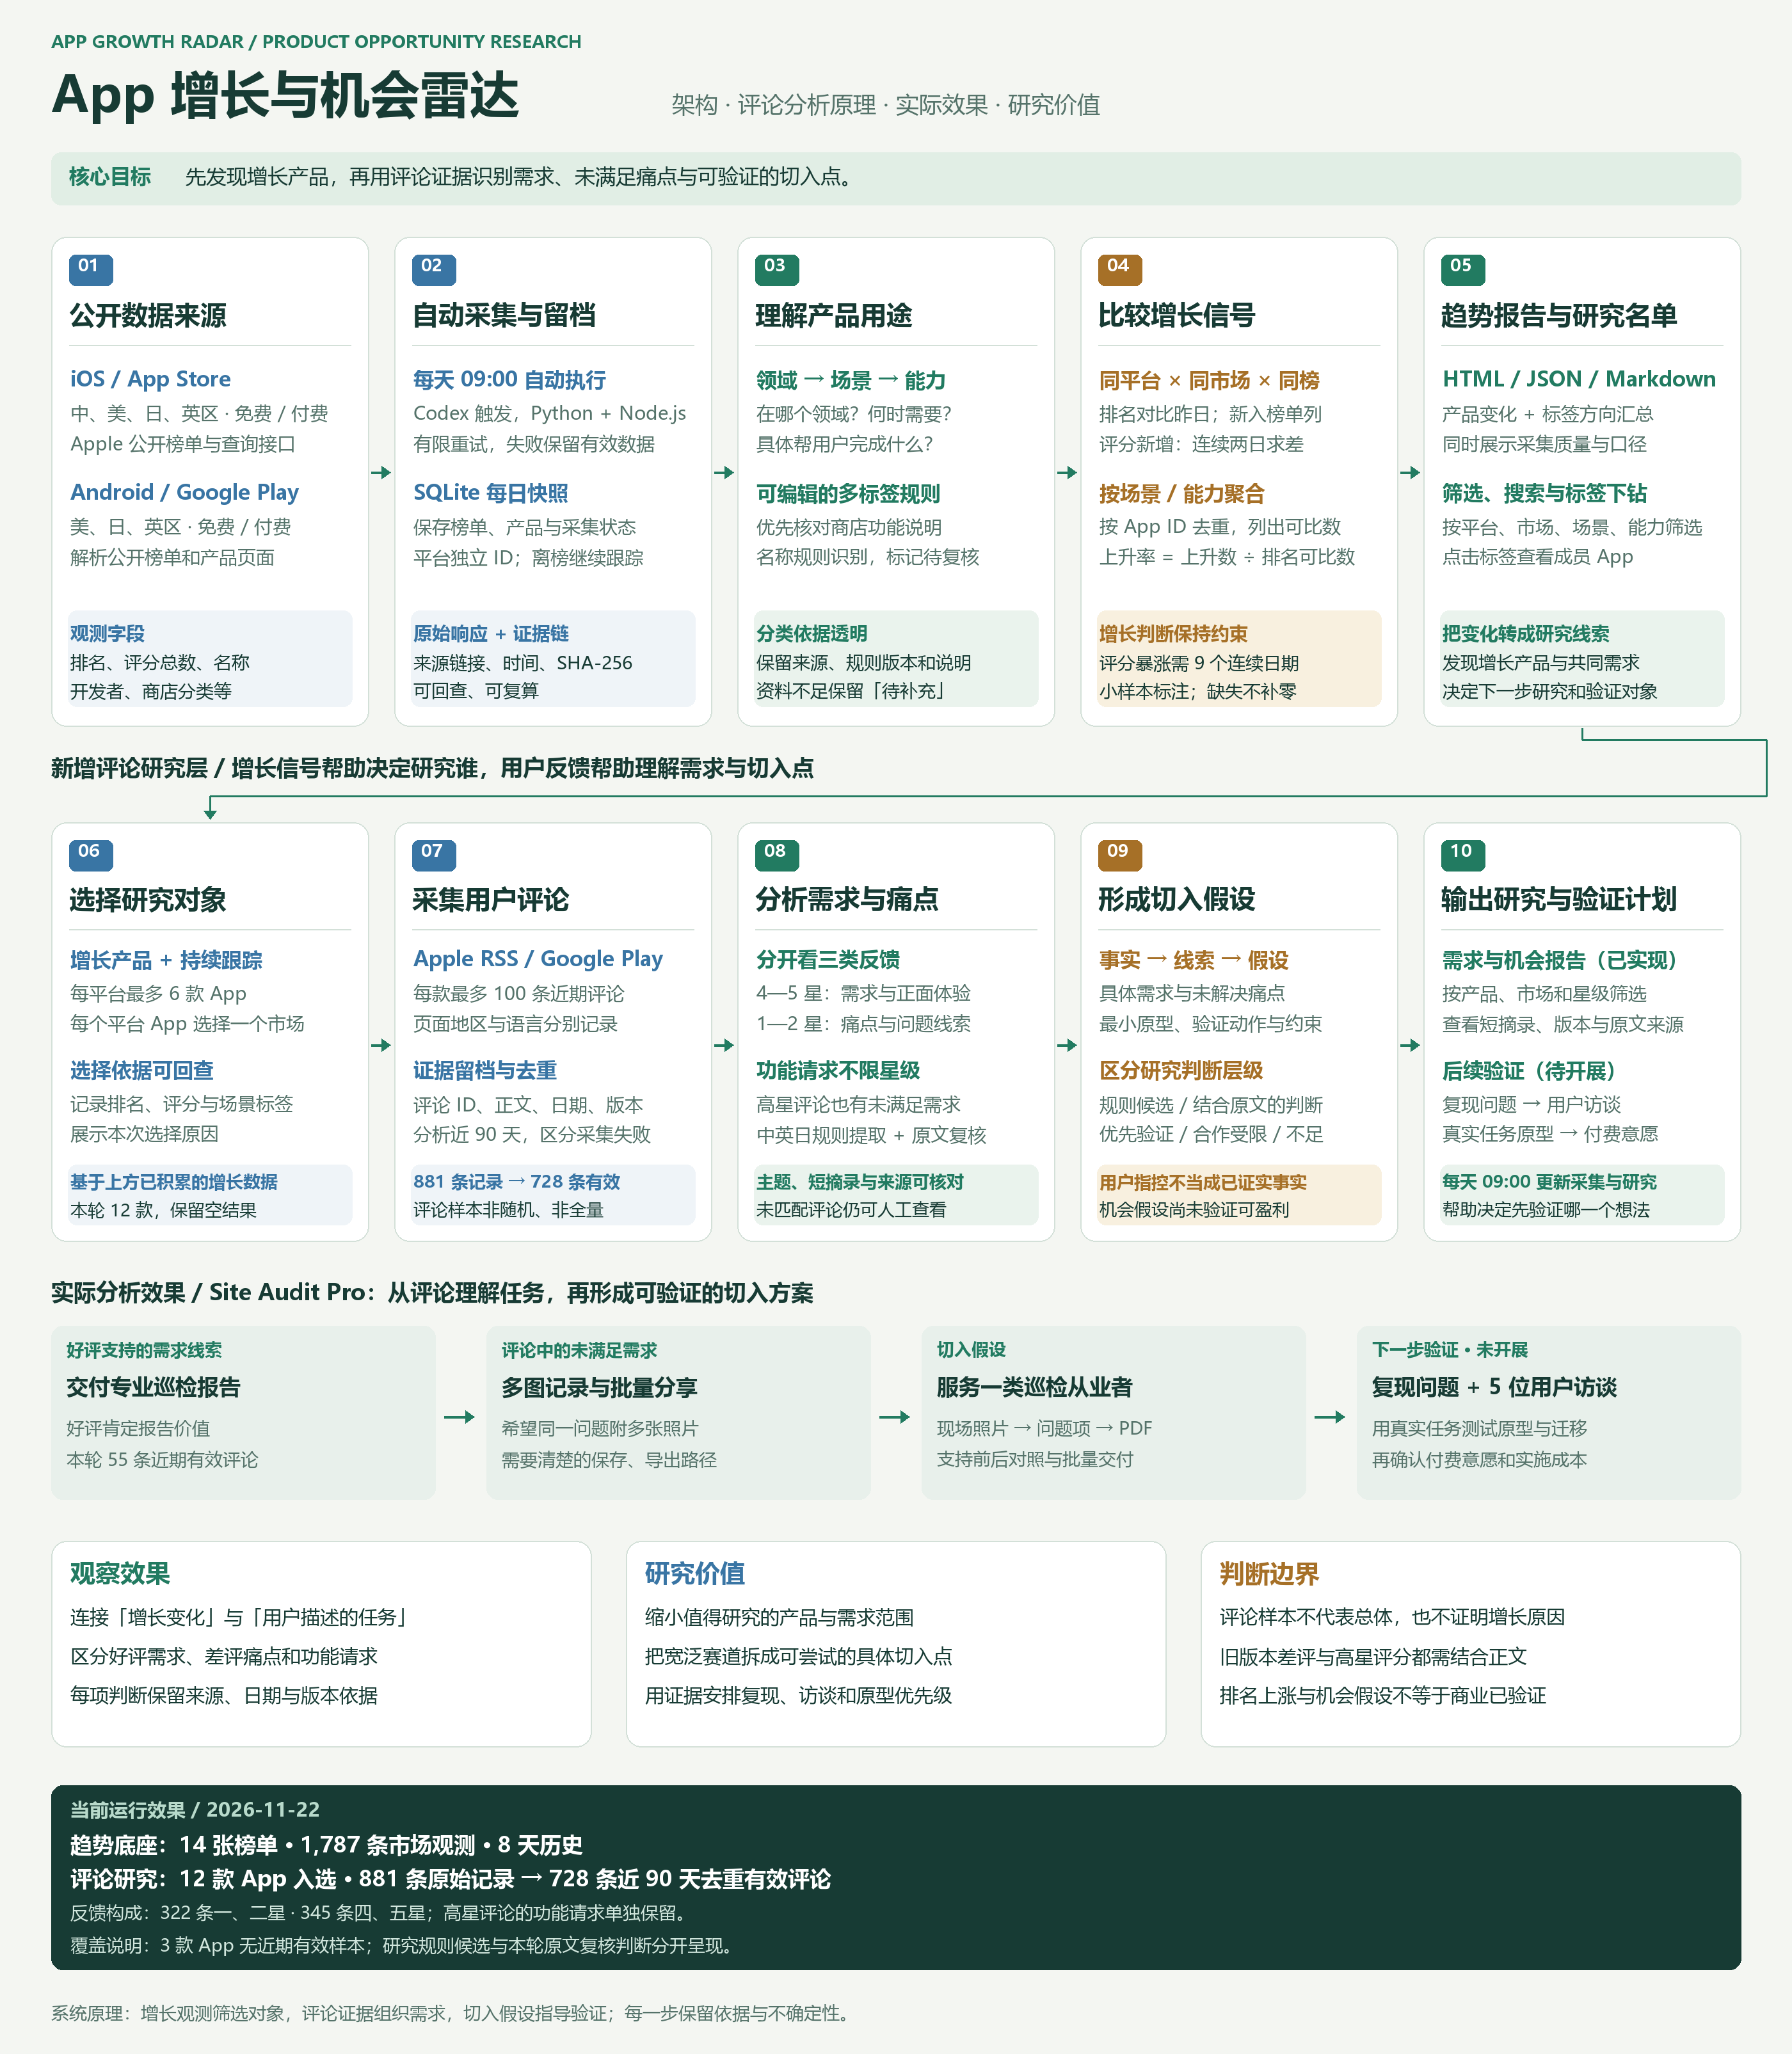 APP GROWTH RADAR / PRODUCT OPPORTUNITY RESEARCH
App 增长与机会雷达
架构 · 评论分析原理 · 实际效果 · 研究价值
核心目标 先发现增长产品，再用评论证据识别需求、未满足痛点与可验证的切入点。
01
公开数据来源
iOS / App Store
中、美、日、英区 · 免费 / 付费
Apple 公开榜单与查询接口
Android / Google Play
美、日、英区 · 免费 / 付费
解析公开榜单和产品页面
观测字段
排名、评分总数、名称
开发者、商店分类等
02
自动采集与留档
每天 09:00 自动执行
Codex 触发，Python + Node.js
有限重试，失败保留有效数据
SQLite 每日快照
保存榜单、产品与采集状态
平台独立 ID；离榜继续跟踪
原始响应 + 证据链
来源链接、时间、SHA-256
可回查、可复算
03
理解产品用途
领域 → 场景 → 能力
在哪个领域？何时需要？
具体帮用户完成什么？
可编辑的多标签规则
优先核对商店功能说明
名称规则识别，标记待复核
分类依据透明
保留来源、规则版本和说明
资料不足保留「待补充」
04
比较增长信号
同平台 × 同市场 × 同榜
排名对比昨日；新入榜单列
评分新增：连续两日求差
按场景 / 能力聚合
按 App ID 去重，列出可比数
上升率 = 上升数 ÷ 排名可比数
增长判断保持约束
评分暴涨需 9 个连续日期
小样本标注；缺失不补零
05
趋势报告与研究名单
HTML / JSON / Markdown
产品变化 + 标签方向汇总
同时展示采集质量与口径
筛选、搜索与标签下钻
按平台、市场、场景、能力筛选
点击标签查看成员 App
把变化转成研究线索
发现增长产品与共同需求
决定下一步研究和验证对象
新增评论研究层 / 增长信号帮助决定研究谁，用户反馈帮助理解需求与切入点
06
选择研究对象
增长产品 + 持续跟踪
每平台最多 6 款 App
每个平台 App 选择一个市场
选择依据可回查
记录排名、评分与场景标签
展示本次选择原因
基于上方已积累的增长数据
本轮 12 款，保留空结果
07
采集用户评论
Apple RSS / Google Play
每款最多 100 条近期评论
页面地区与语言分别记录
证据留档与去重
评论 ID、正文、日期、版本
分析近 90 天，区分采集失败
881 条记录 → 728 条有效
评论样本非随机、非全量
08
分析需求与痛点
分开看三类反馈
4—5 星：需求与正面体验
1—2 星：痛点与问题线索
功能请求不限星级
高星评论也有未满足需求
中英日规则提取 + 原文复核
主题、短摘录与来源可核对
未匹配评论仍可人工查看
09
形成切入假设
事实 → 线索 → 假设
具体需求与未解决痛点
最小原型、验证动作与约束
区分研究判断层级
规则候选 / 结合原文的判断
优先验证 / 合作受限 / 不足
用户指控不当成已证实事实
机会假设尚未验证可盈利
10
输出研究与验证计划
需求与机会报告（已实现）
按产品、市场和星级筛选
查看短摘录、版本与原文来源
后续验证（待开展）
复现问题 → 用户访谈
真实任务原型 → 付费意愿
每天 09:00 更新采集与研究
帮助决定先验证哪一个想法
实际分析效果 / Site Audit Pro：从评论理解任务，再形成可验证的切入方案
好评支持的需求线索
交付专业巡检报告
好评肯定报告价值
本轮 55 条近期有效评论
评论中的未满足需求
多图记录与批量分享
希望同一问题附多张照片
需要清楚的保存、导出路径
切入假设
服务一类巡检从业者
现场照片 → 问题项 → PDF
支持前后对照与批量交付
下一步验证 • 未开展
复现问题 + 5 位用户访谈
用真实任务测试原型与迁移
再确认付费意愿和实施成本
观察效果
连接「增长变化」与「用户描述的任务」
区分好评需求、差评痛点和功能请求
每项判断保留来源、日期与版本依据
研究价值
缩小值得研究的产品与需求范围
把宽泛赛道拆成可尝试的具体切入点
用证据安排复现、访谈和原型优先级
判断边界
评论样本不代表总体，也不证明增长原因
旧版本差评与高星评分都需结合正文
排名上涨与机会假设不等于商业已验证
当前运行效果 / 2026-11-22
趋势底座：14 张榜单 • 1,787 条市场观测 • 8 天历史
评论研究：12 款 App 入选 • 881 条原始记录 → 728 条近 90 天去重有效评论
反馈构成：322 条一、二星 · 345 条四、五星；高星评论的功能请求单独保留。
覆盖说明：3 款 App 无近期有效样本；研究规则候选与本轮原文复核判断分开呈现。
系统原理：增长观测筛选对象，评论证据组织需求，切入假设指导验证；每一步保留依据与不确定性。